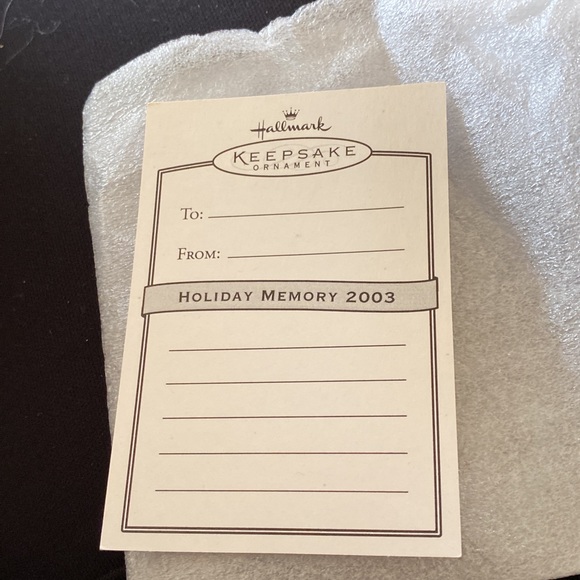 Hallmark
KEEPSAKE
ORNAMENT
TO:
FROM:
HOLIDAY MEMORY 2003